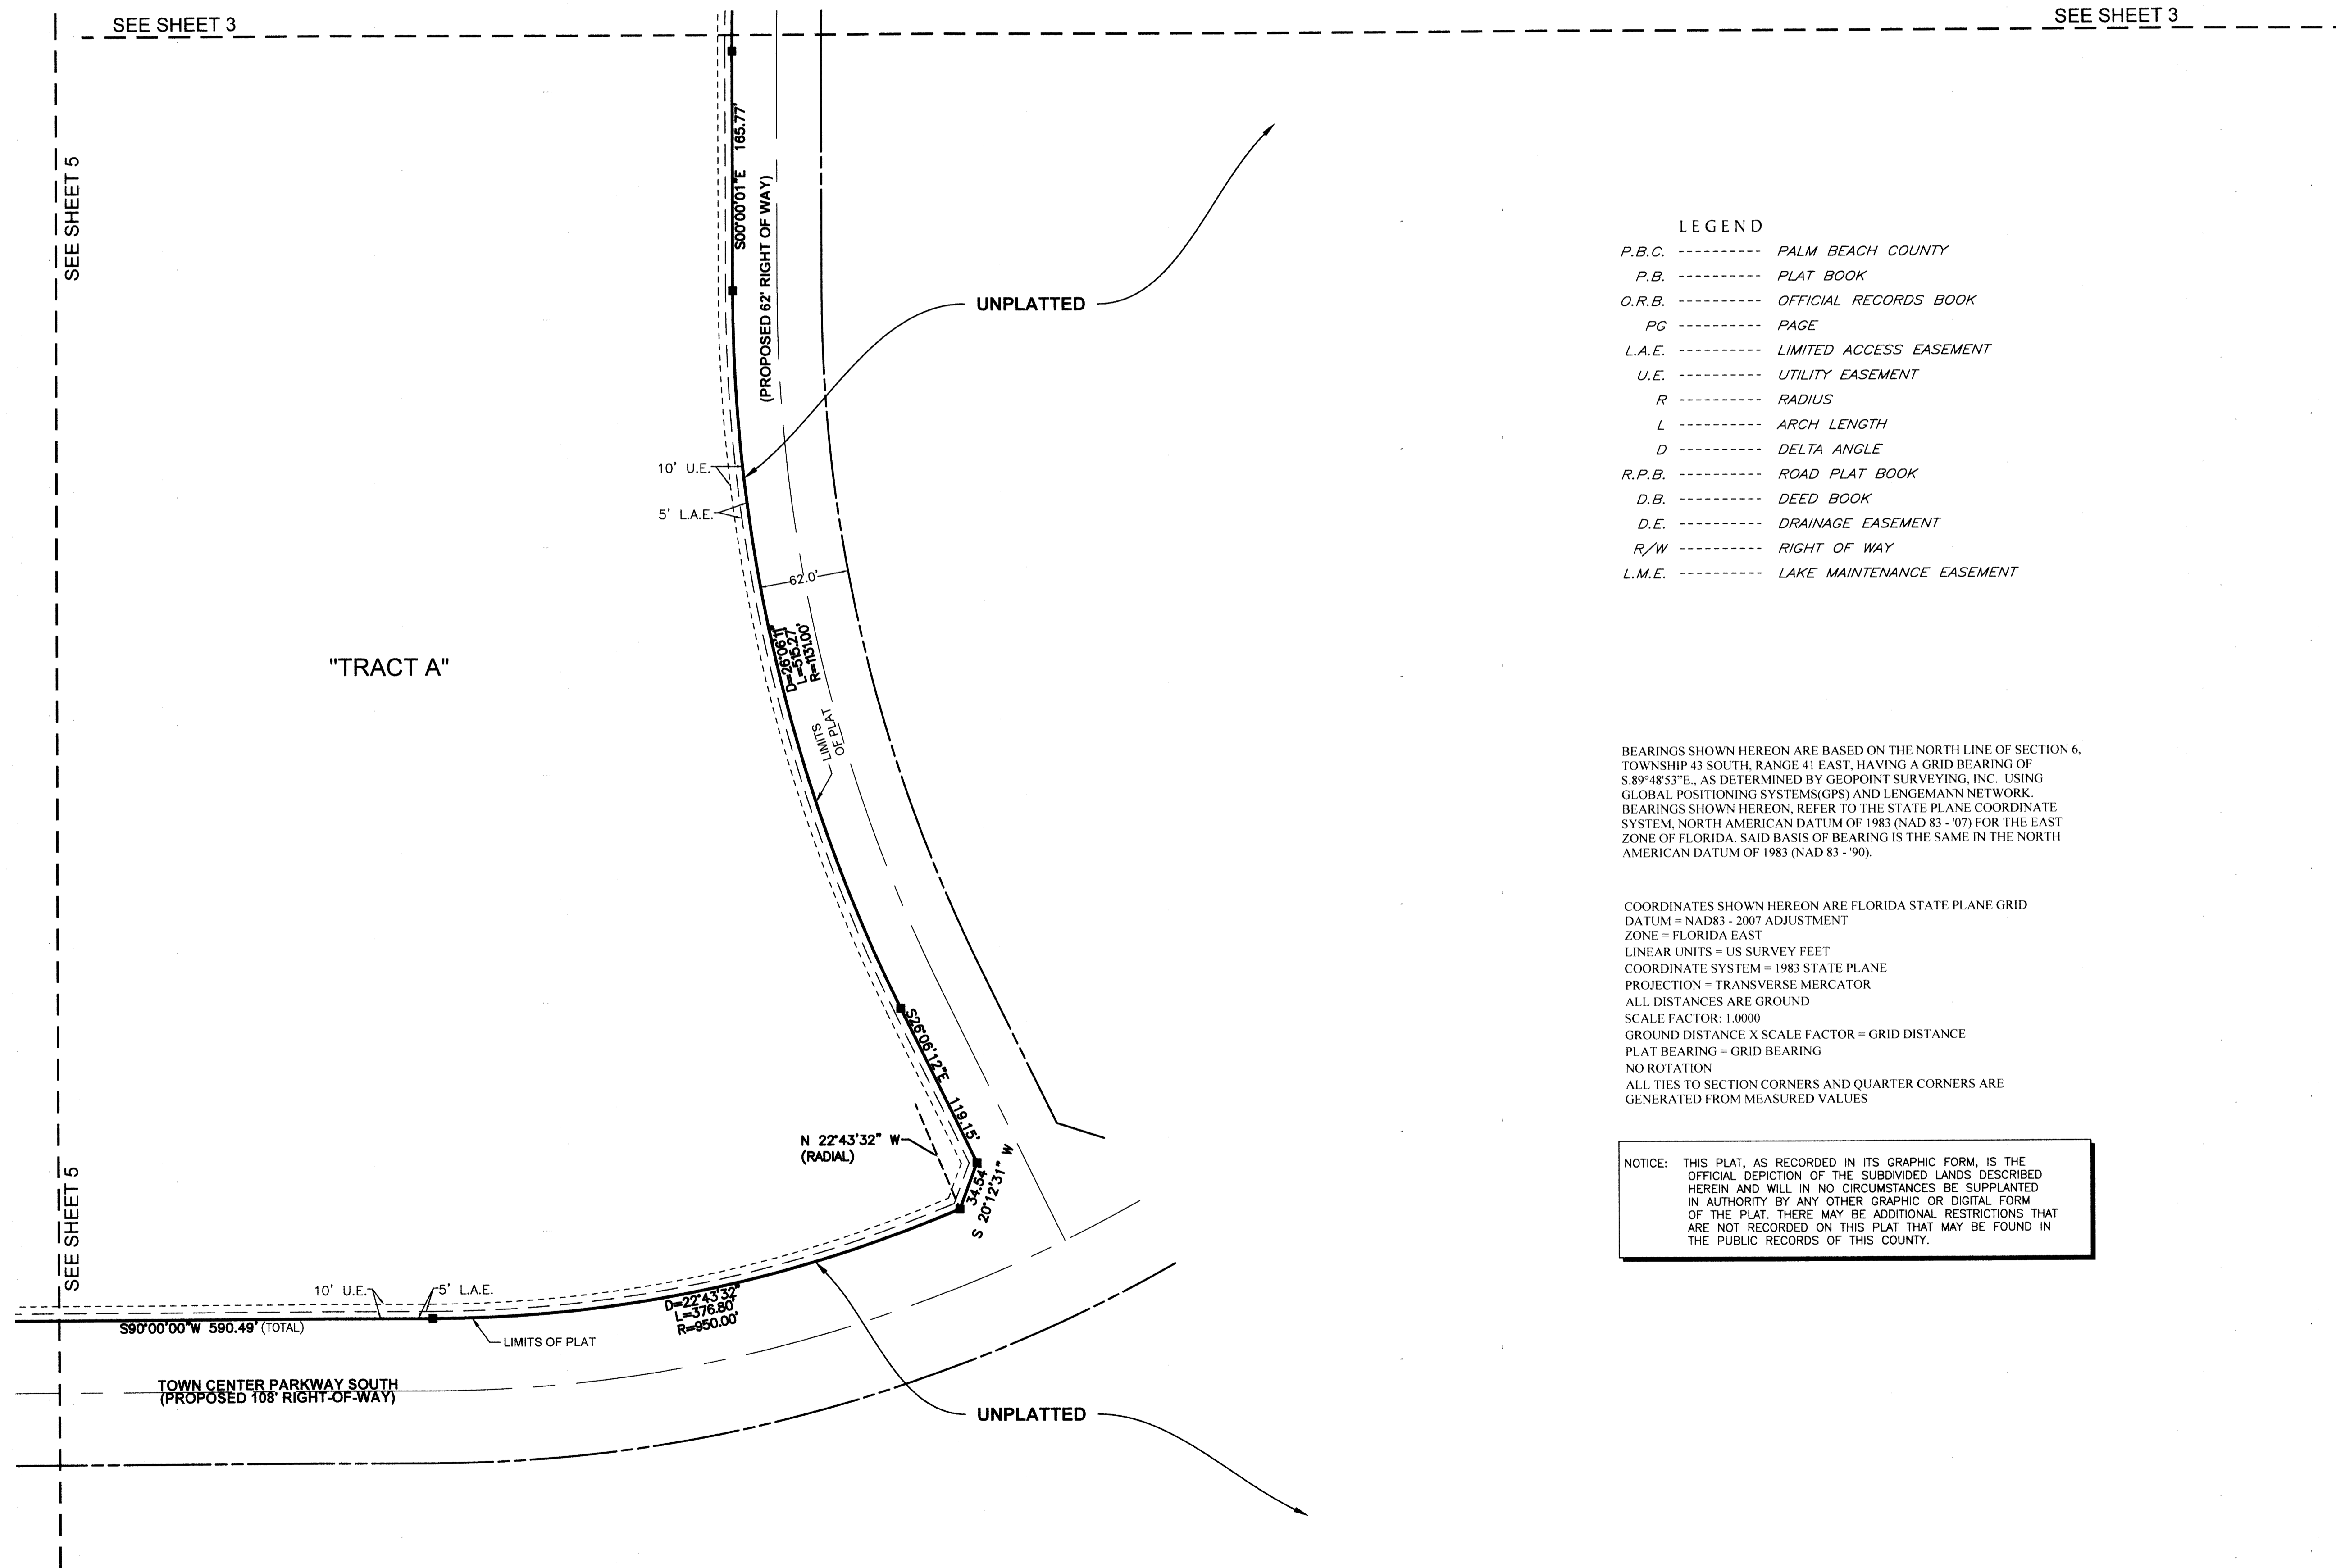 SEE SHEET 3
SEE SHEET 3
SEE SHEET 5
S00°00'01"E 165.77'
(PROPOSED 62' RIGHT OF WAY)
UNPLATTED
10' U.E.
5' L.A.E.
62.0'
D=26°06'11"
L=515.27'
R=1131.00'
"TRACT A"
LIMITS
OF PLAT
S26°06'12"E 119.15'
N 22°43'32" W
(RADIAL)
34.54'
S 20°12'31" W
SEE SHEET 5
10' U.E.
5' L.A.E.
D=22°43'32"
L=376.80'
R=950.00'
S90°00'00"W 590.49' (TOTAL)
LIMITS OF PLAT
TOWN CENTER PARKWAY SOUTH
(PROPOSED 108' RIGHT-OF-WAY)
UNPLATTED
LEGEND
P.B.C. ---------- PALM BEACH COUNTY
P.B. ---------- PLAT BOOK
O.R.B. ---------- OFFICIAL RECORDS BOOK
PG ---------- PAGE
L.A.E. ---------- LIMITED ACCESS EASEMENT
U.E. ---------- UTILITY EASEMENT
R ---------- RADIUS
L ---------- ARCH LENGTH
D ---------- DELTA ANGLE
R.P.B. ---------- ROAD PLAT BOOK
D.B. ---------- DEED BOOK
D.E. ---------- DRAINAGE EASEMENT
R/W ---------- RIGHT OF WAY
L.M.E. ---------- LAKE MAINTENANCE EASEMENT
BEARINGS SHOWN HEREON ARE BASED ON THE NORTH LINE OF SECTION 6,
TOWNSHIP 43 SOUTH, RANGE 41 EAST, HAVING A GRID BEARING OF
S.89°48'53"E., AS DETERMINED BY GEOPOINT SURVEYING, INC. USING
GLOBAL POSITIONING SYSTEMS(GPS) AND LENGEMANN NETWORK.
BEARINGS SHOWN HEREON, REFER TO THE STATE PLANE COORDINATE
SYSTEM, NORTH AMERICAN DATUM OF 1983 (NAD 83 - '07) FOR THE EAST
ZONE OF FLORIDA. SAID BASIS OF BEARING IS THE SAME IN THE NORTH
AMERICAN DATUM OF 1983 (NAD 83 - '90).
COORDINATES SHOWN HEREON ARE FLORIDA STATE PLANE GRID
DATUM = NAD83 - 2007 ADJUSTMENT
ZONE = FLORIDA EAST
LINEAR UNITS = US SURVEY FEET
COORDINATE SYSTEM = 1983 STATE PLANE
PROJECTION = TRANSVERSE MERCATOR
ALL DISTANCES ARE GROUND
SCALE FACTOR: 1.0000
GROUND DISTANCE X SCALE FACTOR = GRID DISTANCE
PLAT BEARING = GRID BEARING
NO ROTATION
ALL TIES TO SECTION CORNERS AND QUARTER CORNERS ARE
GENERATED FROM MEASURED VALUES
NOTICE: THIS PLAT, AS RECORDED IN ITS GRAPHIC FORM, IS THE
OFFICIAL DEPICTION OF THE SUBDIVIDED LANDS DESCRIBED
HEREIN AND WILL IN NO CIRCUMSTANCES BE SUPPLANTED
IN AUTHORITY BY ANY OTHER GRAPHIC OR DIGITAL FORM
OF THE PLAT. THERE MAY BE ADDITIONAL RESTRICTIONS THAT
ARE NOT RECORDED ON THIS PLAT THAT MAY BE FOUND IN
THE PUBLIC RECORDS OF THIS COUNTY.